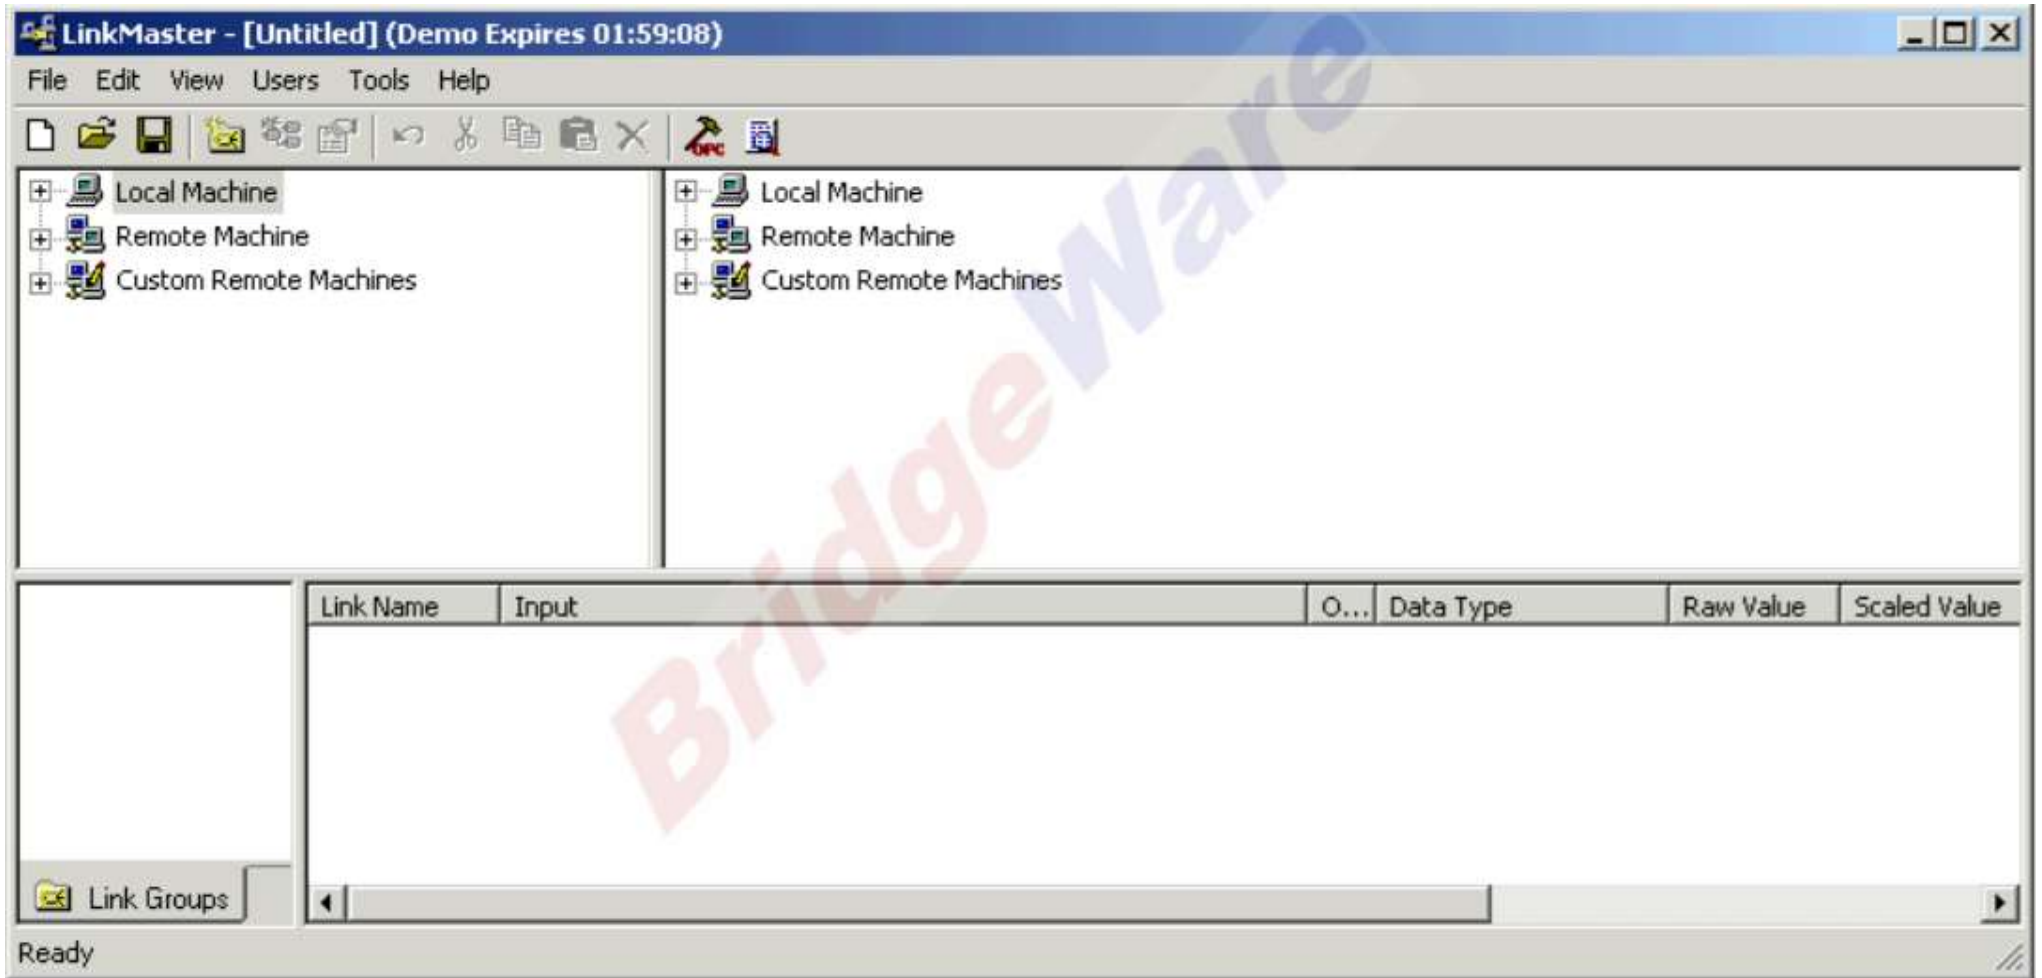 LinkMaster - [Untitled] (Demo Expires 01:59:08)
File Edit View Users Tools Help
OPC
Local Machine
Remote Machine
Custom Remote Machines
Local Machine
Remote Machine
Custom Remote Machines
Link Name Input O... Data Type Raw Value Scaled Value
Link Groups
Ready
BridgeWare